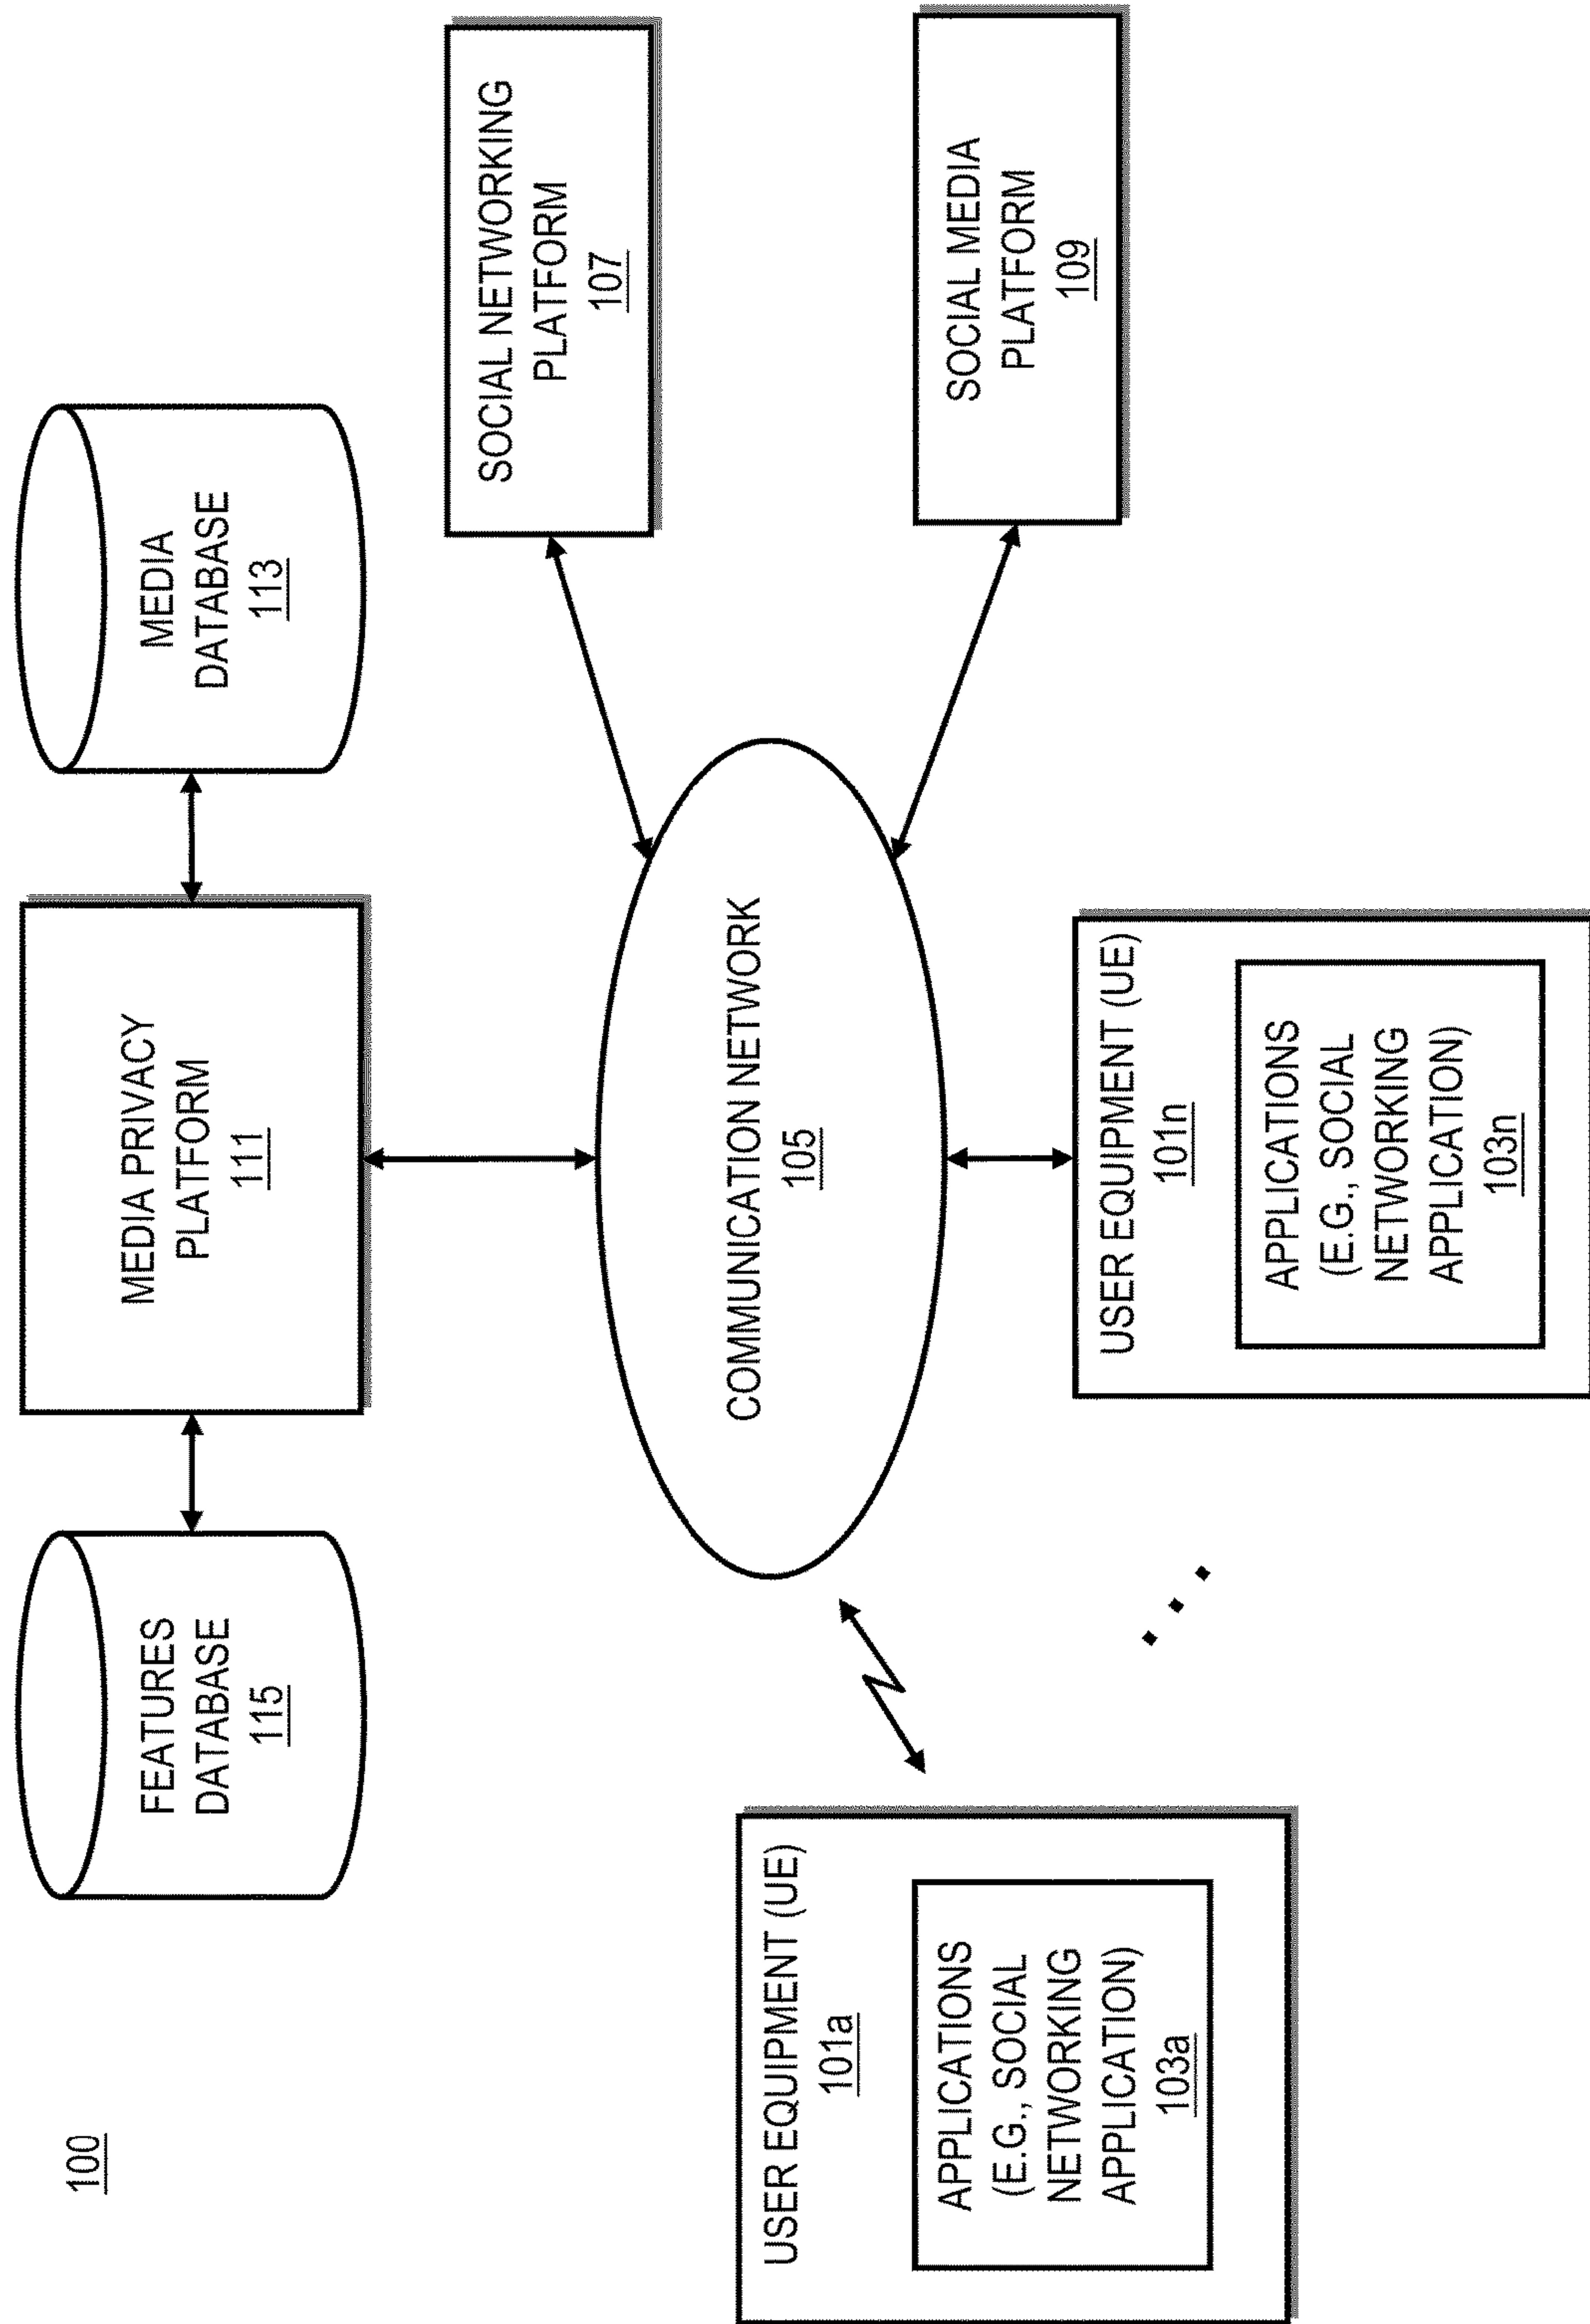 100
FEATURES
DATABASE
115
MEDIA PRIVACY
PLATFORM
111
MEDIA
DATABASE
113
SOCIAL NETWORKING
PLATFORM
107
COMMUNICATION NETWORK
105
SOCIAL MEDIA
PLATFORM
109
USER EQUIPMENT (UE)
101a
APPLICATIONS
(E.G., SOCIAL
NETWORKING
APPLICATION)
103a
USER EQUIPMENT (UE)
101n
APPLICATIONS
(E.G., SOCIAL
NETWORKING
APPLICATION)
103n